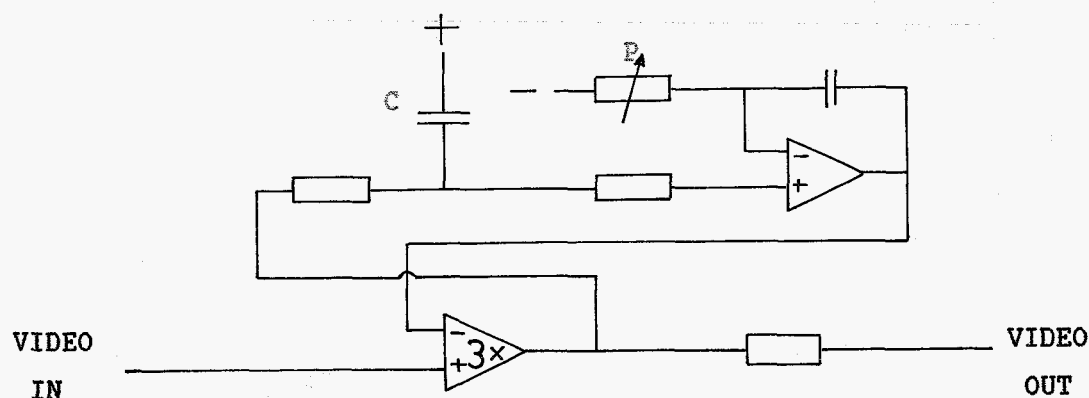 +
P
C
−
− +
VIDEO IN
− + 3×
VIDEO OUT